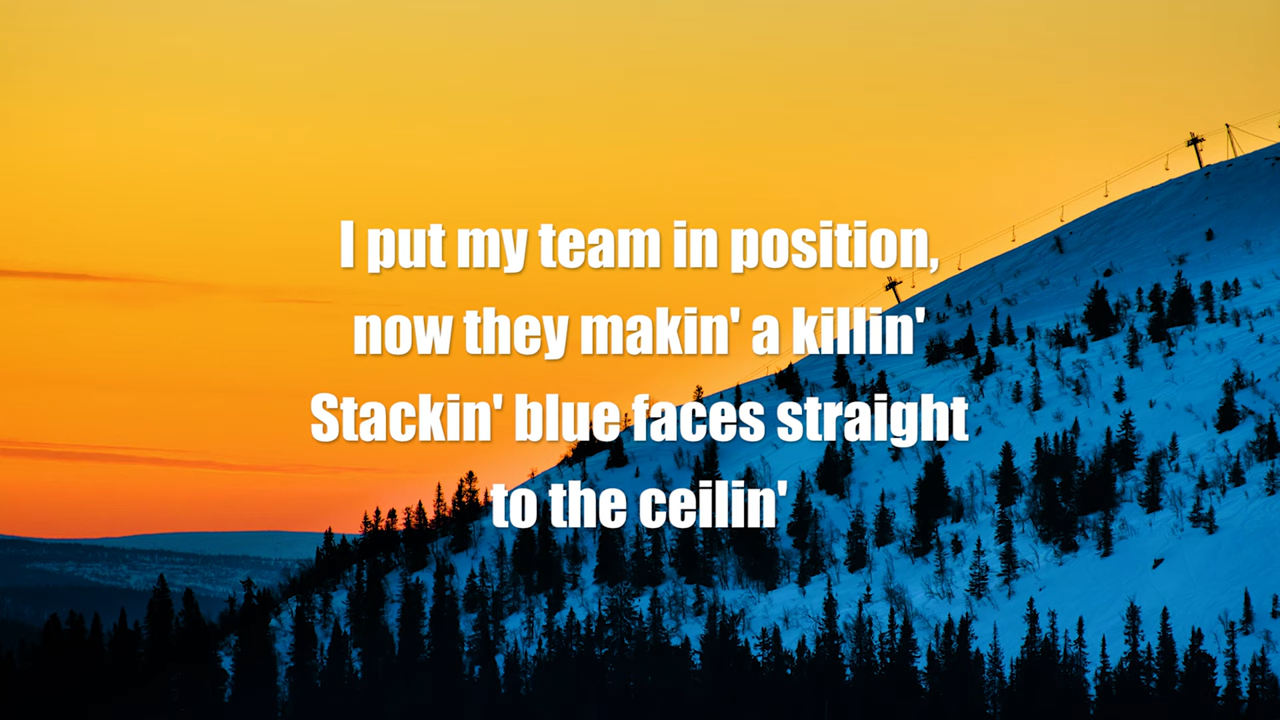 I put my team in position,
now they makin' a killin'
Stackin' blue faces straight
to the ceilin'